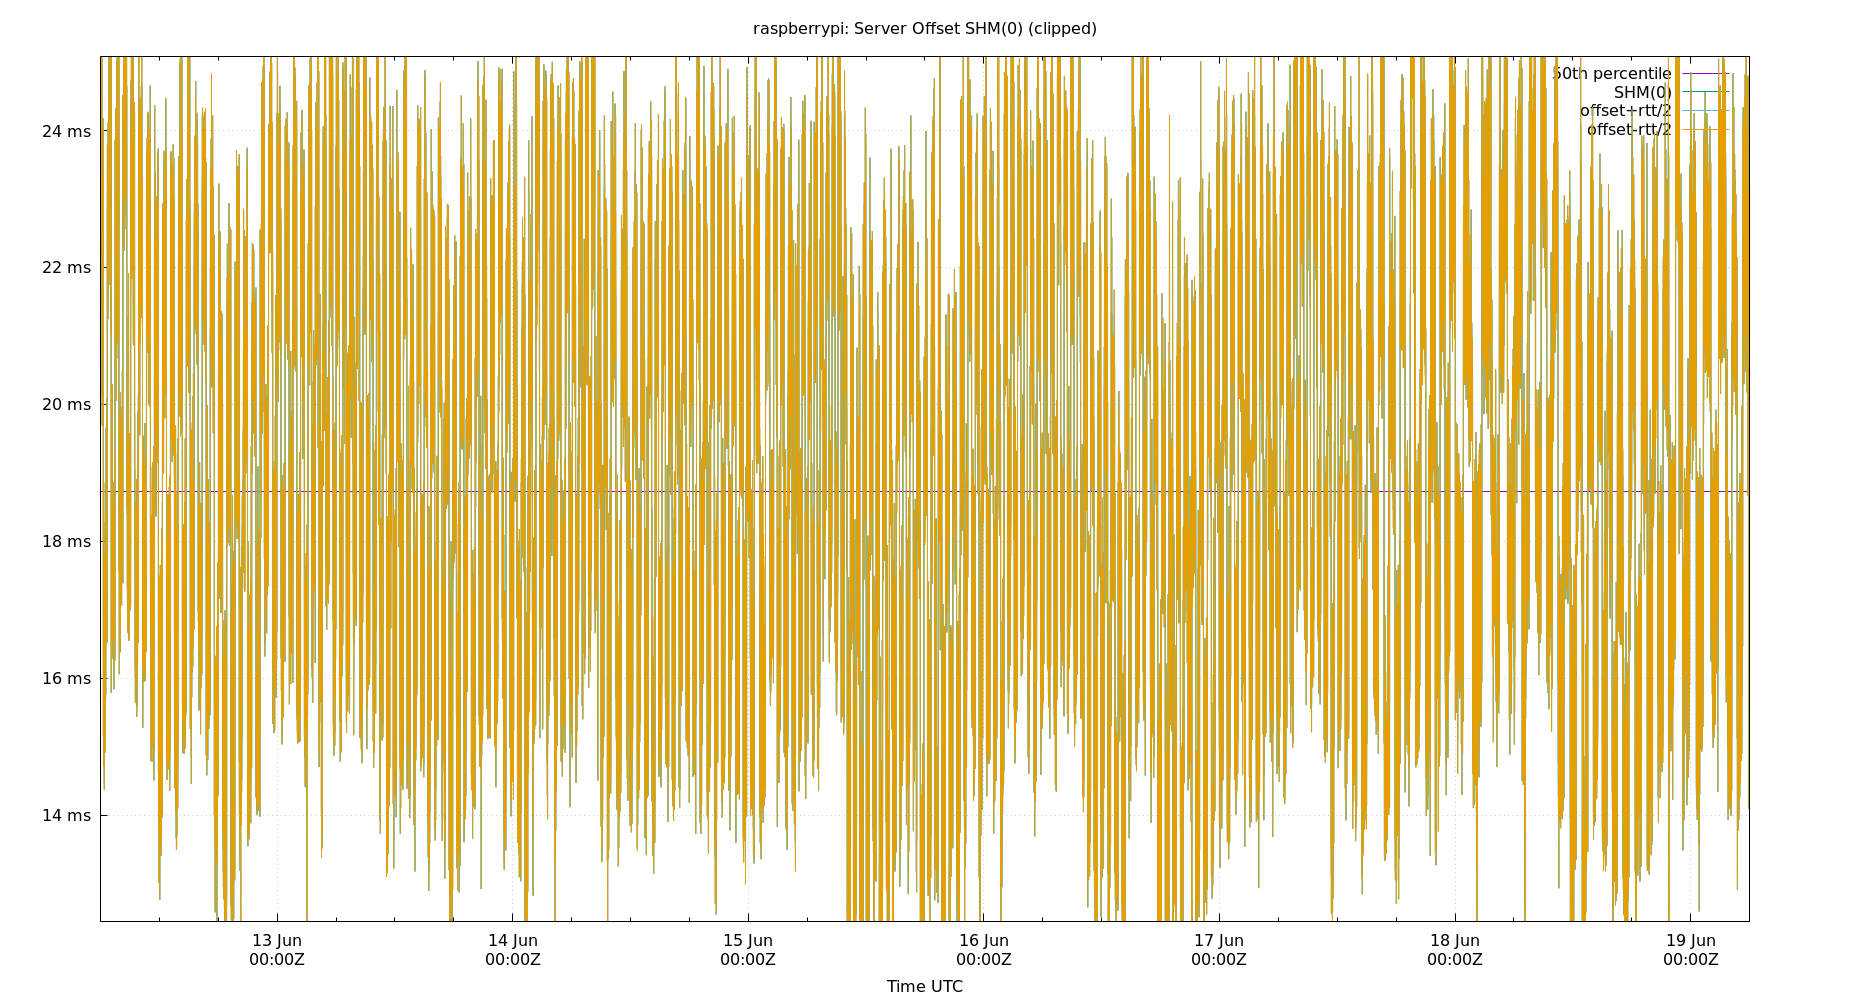 raspberrypi: Server Offset SHM(0) (clipped)
50th percentile
SHM(0)
offset+rtt/2
offset-rtt/2
24 ms
22 ms
20 ms
18 ms
16 ms
14 ms
13 Jun 14 Jun 15 Jun 16 Jun 17 Jun 18 Jun 19 Jun
00:00Z 00:00Z 00:00Z 00:00Z 00:00Z 00:00Z 00:00Z
Time UTC